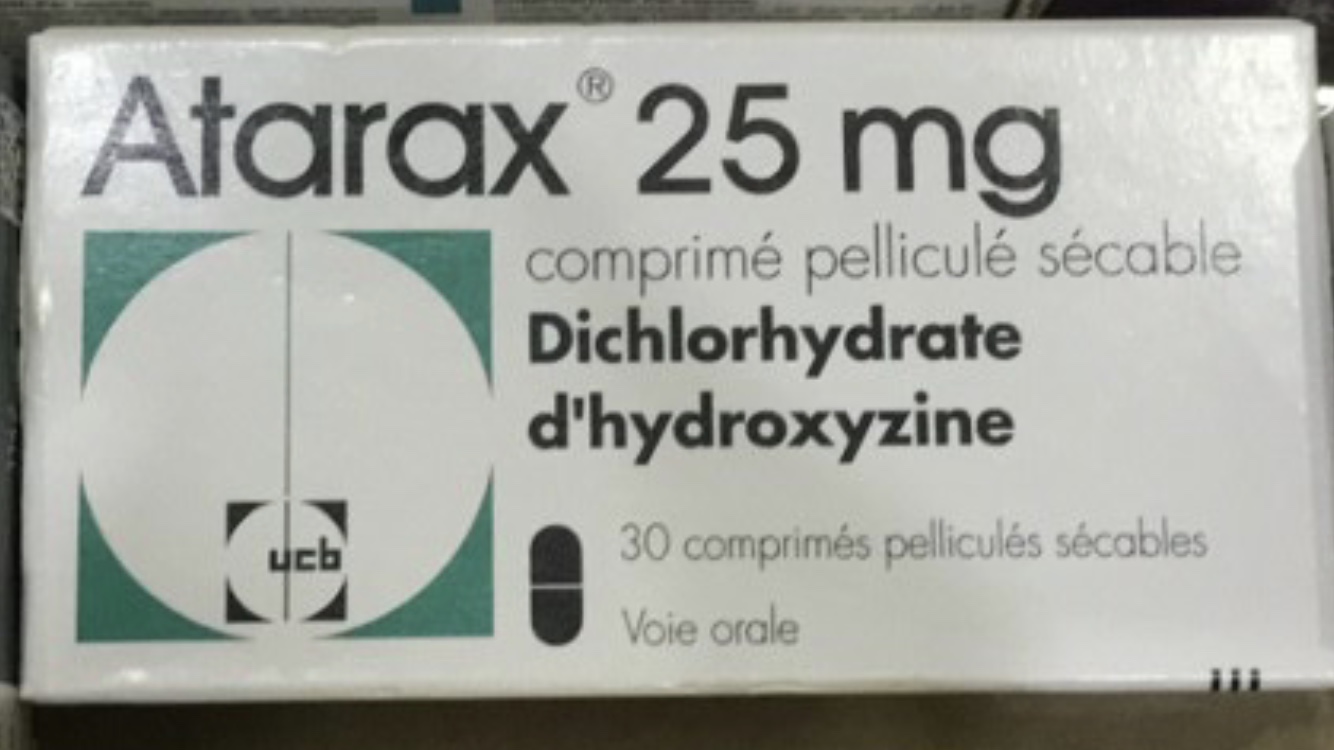 Atarax® 25 mg
comprimé pelliculé sécable
Dichlorhydrate
d'hydroxyzine
ucb
30 comprimés pelliculés sécables
Voie orale